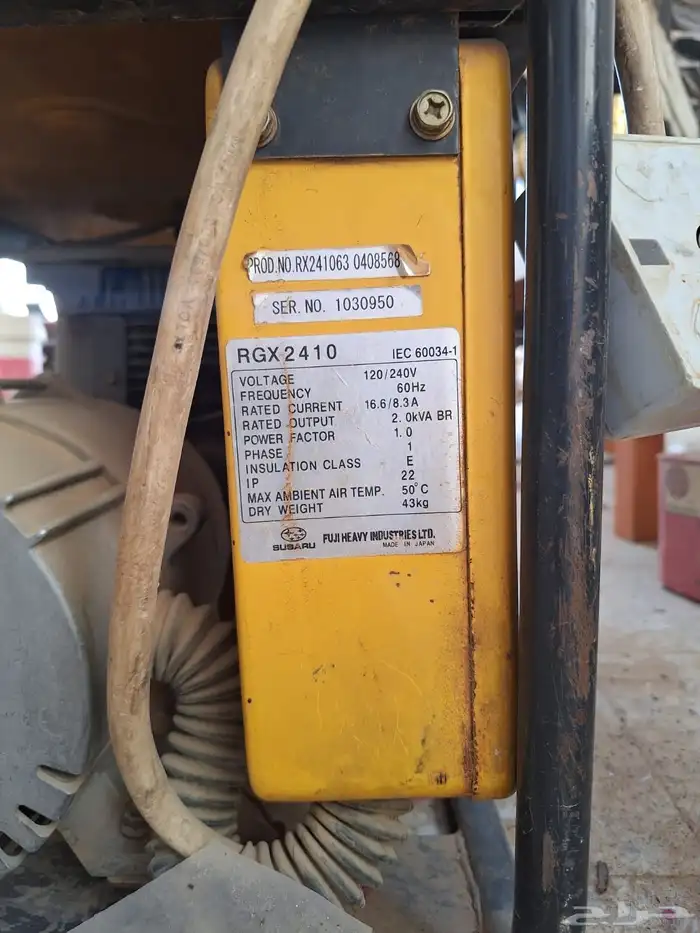 PROD.NO.RX241063 0408568
SER. NO. 1030950
RGX2410 IEC 60034-1
VOLTAGE 120/240V
FREQUENCY 60Hz
RATED CURRENT 16.6/8.3A
RATED OUTPUT 2.0kVA BR
POWER FACTOR 1.0
PHASE 1
INSULATION CLASS E
IP 22
MAX AMBIENT AIR TEMP. 50°C
DRY WEIGHT 43kg
SUBARU FUJI HEAVY INDUSTRIES LTD.
MADE IN JAPAN
حراج